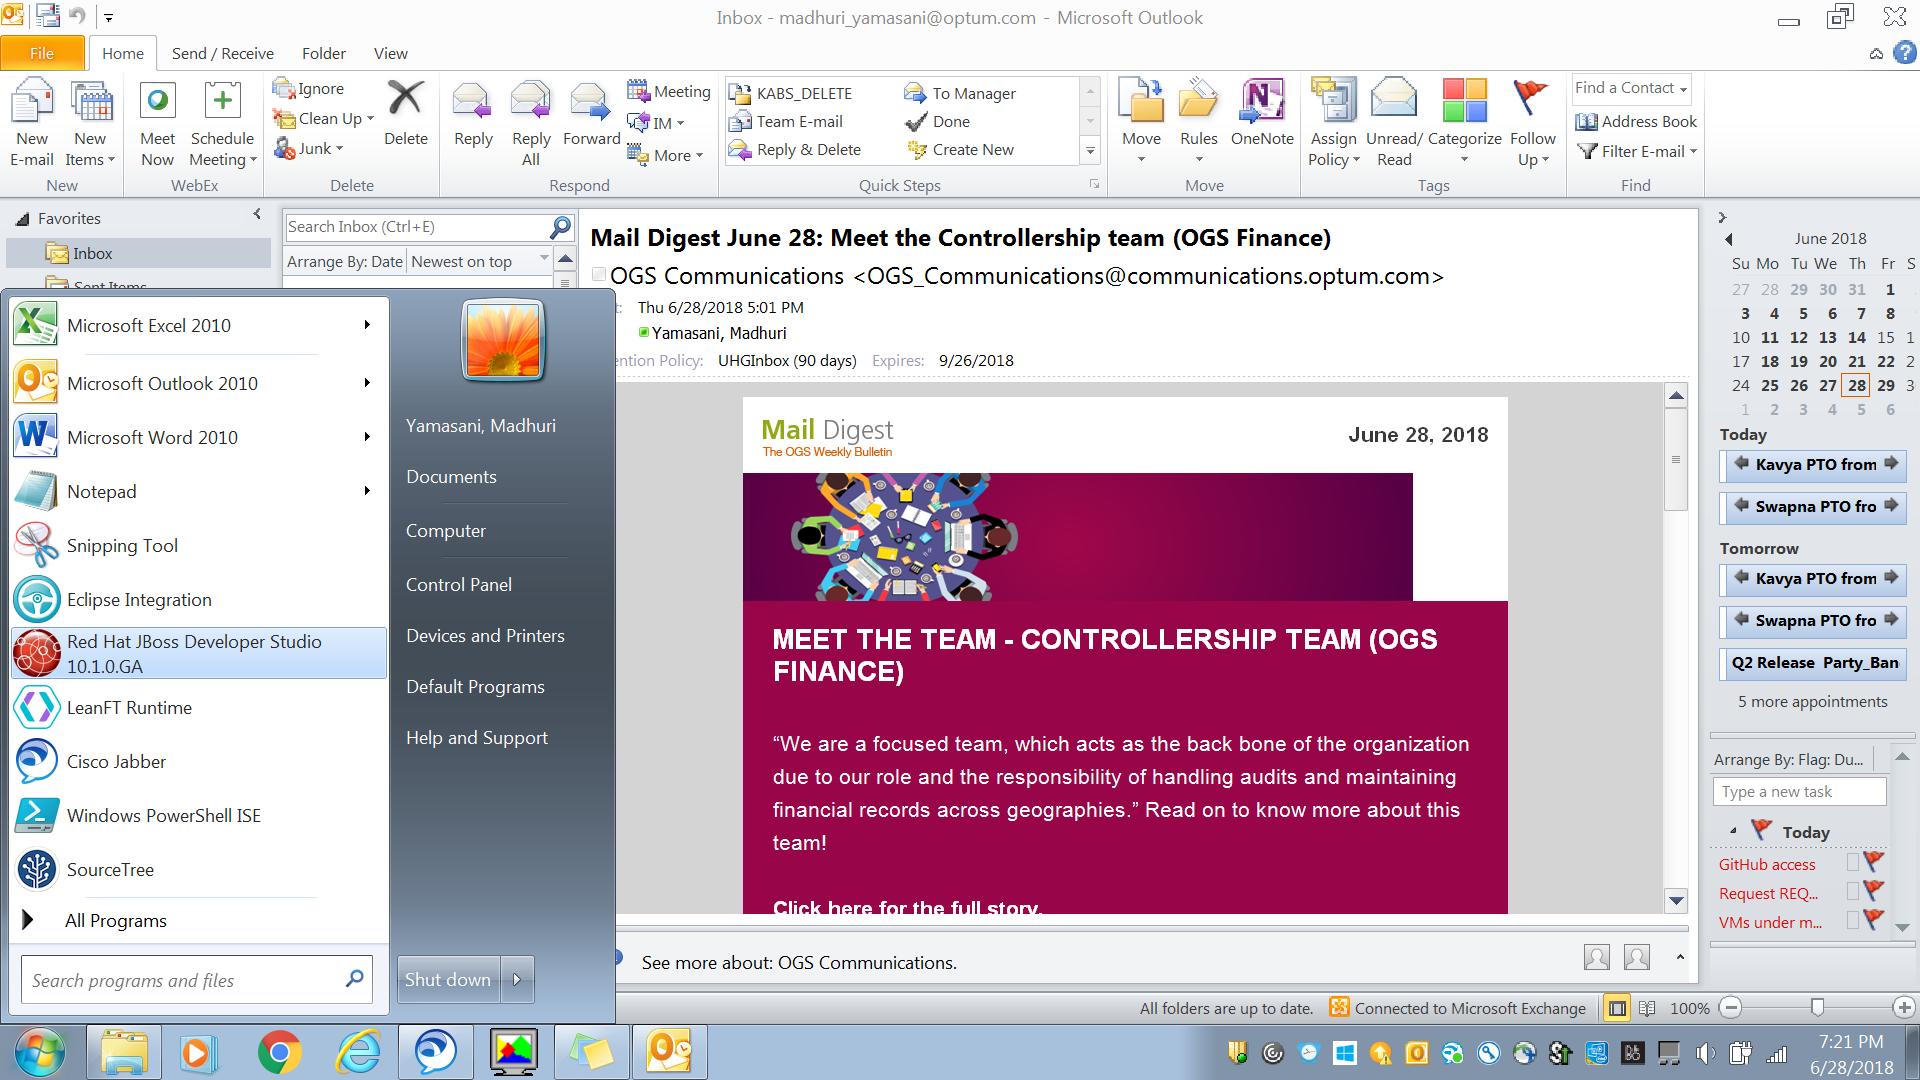 Inbox - madhuri_yamasani@optum.com - Microsoft Outlook
File Home Send / Receive Folder View
New E-mail
New Items
New
Meet Now
Schedule Meeting
WebEx
Ignore
Clean Up
Junk
Delete
Delete
Reply
Reply All
Forward
Meeting
IM
More
Respond
KABS_DELETE
Team E-mail
Reply & Delete
To Manager
Done
Create New
Quick Steps
Move
Rules
OneNote
Move
Assign Policy
Unread/ Read
Categorize
Follow Up
Tags
Find a Contact
Address Book
Filter E-mail
Find
Favorites
Inbox
Sent Items
Search Inbox (Ctrl+E)
Arrange By: Date Newest on top
Mail Digest June 28: Meet the Controllership team (OGS Finance)
OGS Communications <OGS_Communications@communications.optum.com>
Thu 6/28/2018 5:01 PM
Yamasani, Madhuri
ention Policy: UHGInbox (90 days) Expires: 9/26/2018
Mail Digest
The OGS Weekly Bulletin
June 28, 2018
MEET THE TEAM - CONTROLLERSHIP TEAM (OGS
FINANCE)
“We are a focused team, which acts as the back bone of the organization
due to our role and the responsibility of handling audits and maintaining
financial records across geographies.” Read on to know more about this
team!
Click here for the full story.
See more about: OGS Communications.
All folders are up to date. Connected to Microsoft Exchange 100%
June 2018
Su Mo Tu We Th Fr S
27 28 29 30 31 1
3 4 5 6 7 8
10 11 12 13 14 15 1
17 18 19 20 21 22 2
24 25 26 27 28 29 3
1 2 3 4 5 6
Today
Kavya PTO from
Swapna PTO fro
Tomorrow
Kavya PTO from
Swapna PTO fro
Q2 Release Party_Ban
5 more appointments
Arrange By: Flag: Du...
Type a new task
Today
GitHub access
Request REQ...
VMs under m...
Microsoft Excel 2010
Microsoft Outlook 2010
Microsoft Word 2010
Notepad
Snipping Tool
Eclipse Integration
Red Hat JBoss Developer Studio
10.1.0.GA
LeanFT Runtime
Cisco Jabber
Windows PowerShell ISE
SourceTree
All Programs
Search programs and files
Yamasani, Madhuri
Documents
Computer
Control Panel
Devices and Printers
Default Programs
Help and Support
Shut down
7:21 PM
6/28/2018